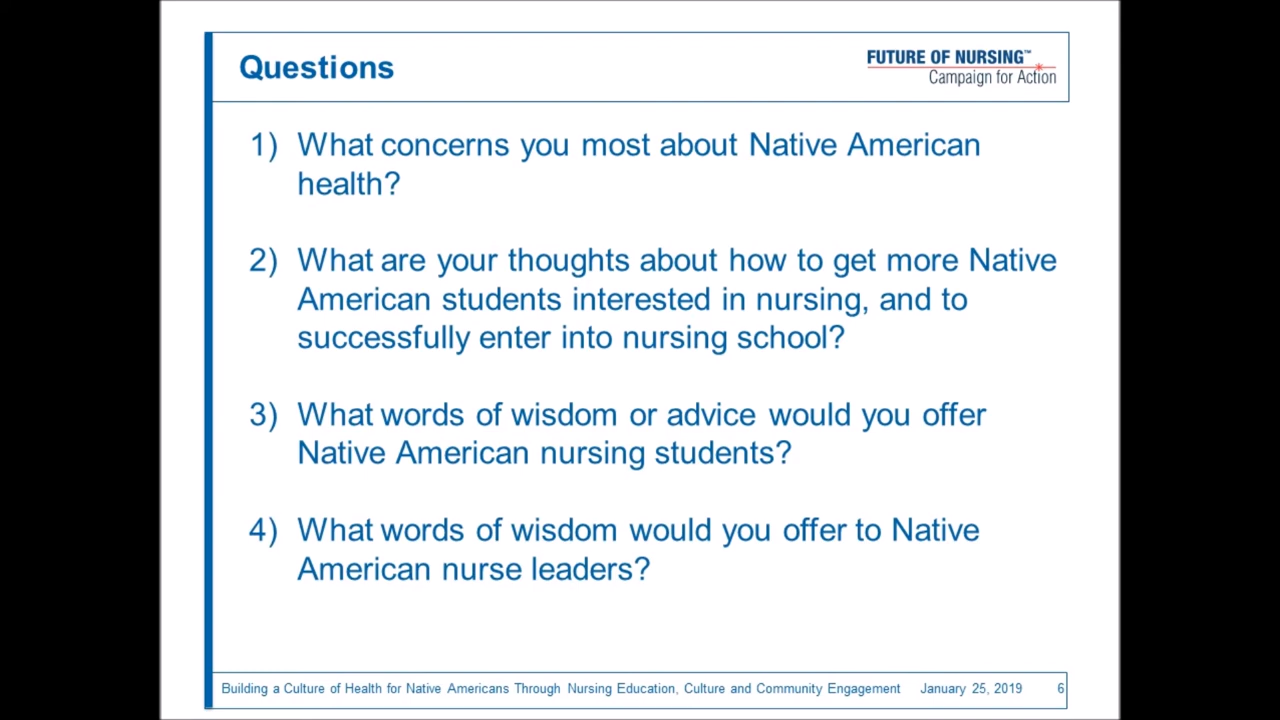 Questions
FUTURE OF NURSING™
Campaign for Action
1) What concerns you most about Native American
health?
2) What are your thoughts about how to get more Native
American students interested in nursing, and to
successfully enter into nursing school?
3) What words of wisdom or advice would you offer
Native American nursing students?
4) What words of wisdom would you offer to Native
American nurse leaders?
Building a Culture of Health for Native Americans Through Nursing Education, Culture and Community Engagement January 25, 2019 6